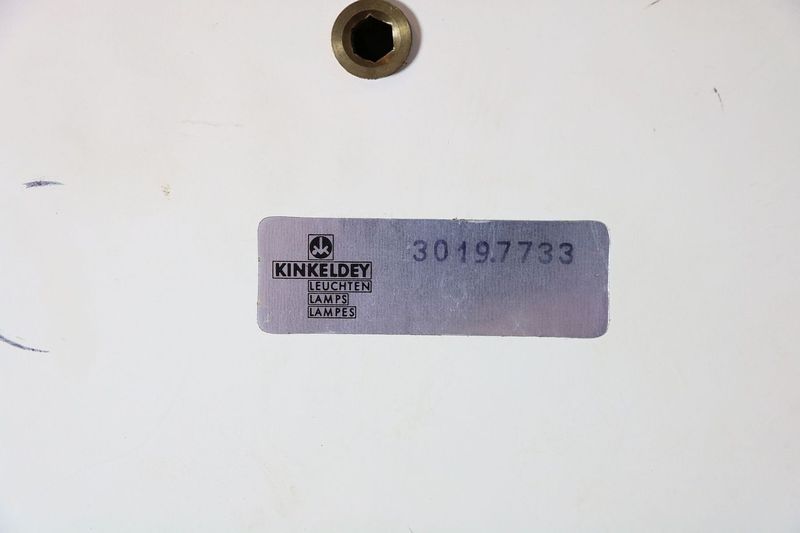 KINKELDEY
LEUCHTEN
LAMPS
LAMPES
3019.7733